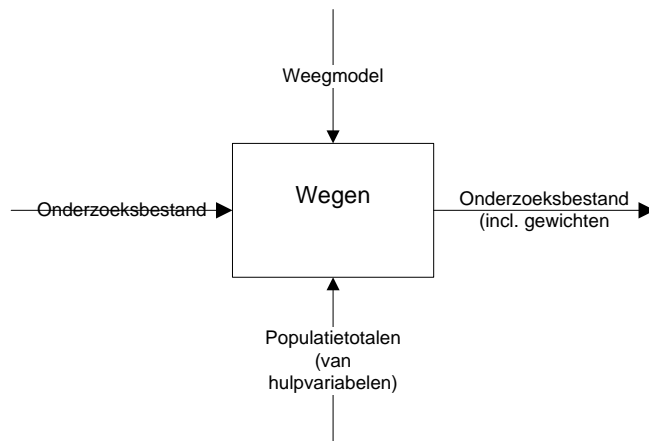 Weegmodel
Wegen
Onderzoeksbestand
Onderzoeksbestand
(incl. gewichten
Populatietotalen
(van
hulpvariabelen)